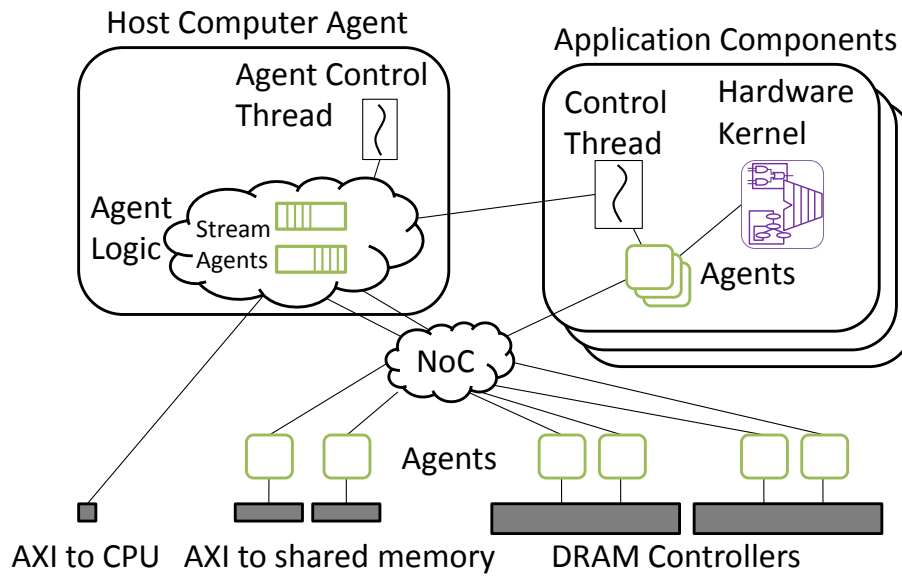 Host Computer Agent
Application Components
Agent Control
Thread
Control
Thread
Hardware
Kernel
Agent
Logic
Stream
Agents
Agents
NoC
Agents
AXI to CPU
AXI to shared memory
DRAM Controllers